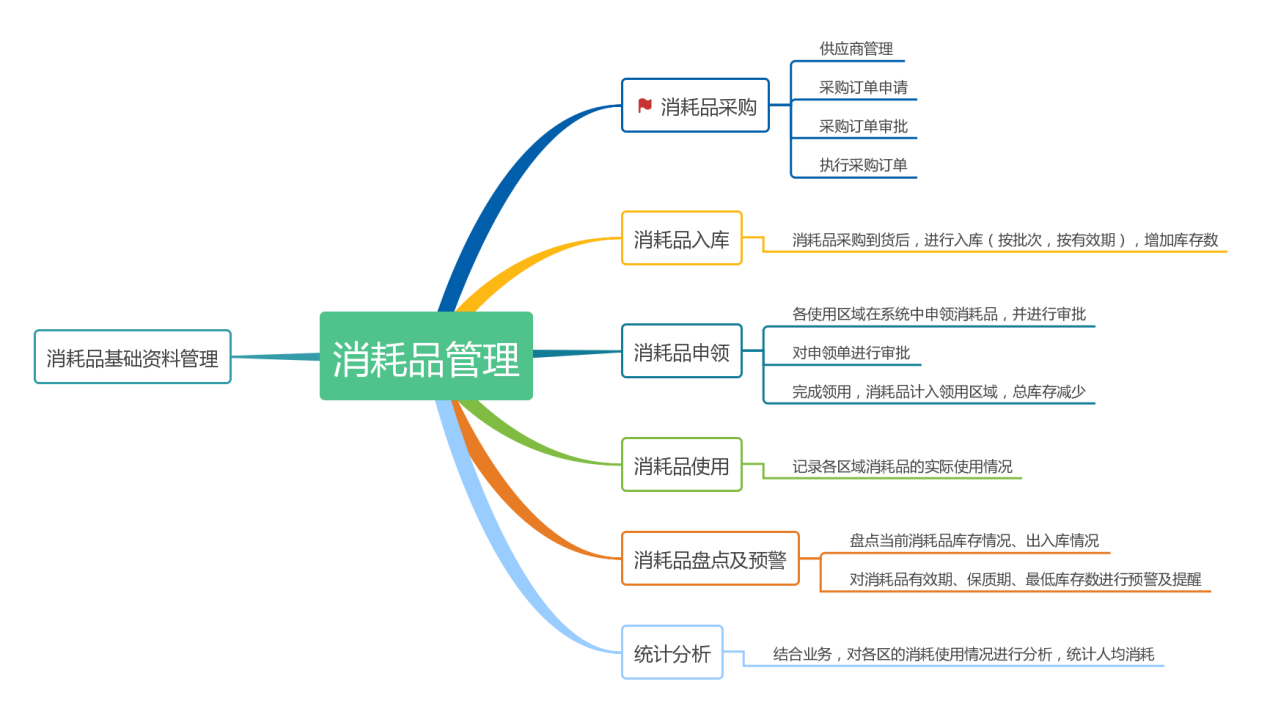 供应商管理
采购订单申请
消耗品采购
采购订单审批
执行采购订单
消耗品入库
消耗品采购到货后，进行入库（按批次，按有效期），增加库存数
各使用区域在系统中申领消耗品，并进行审批
消耗品基础资料管理
消耗品管理
消耗品申领
对申领单进行审批
完成领用，消耗品计入领用区域，总库存减少
消耗品使用
记录各区域消耗品的实际使用情况
盘点当前消耗品库存情况、出入库情况
消耗品盘点及预警
对消耗品有效期、保质期、最低库存数进行预警及提醒
统计分析
结合业务，对各区的消耗使用情况进行分析，统计人均消耗